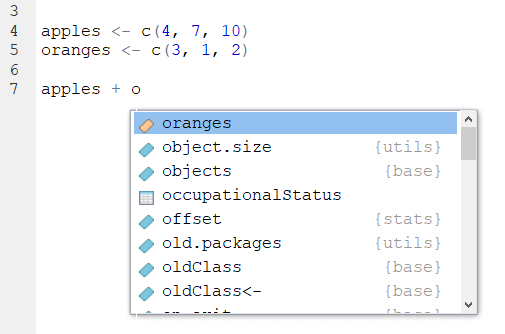 3
4 apples <- c(4, 7, 10)
5 oranges <- c(3, 1, 2)
6
7 apples + o
oranges
object.size {utils}
objects {base}
occupationalStatus
offset {stats}
old.packages {utils}
oldClass {base}
oldClass<- {base}